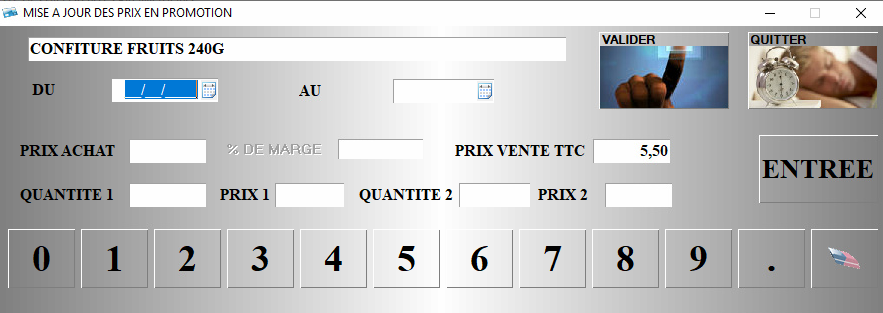 MISE A JOUR DES PRIX EN PROMOTION
CONFITURE FRUITS 240G
VALIDER
QUITTER
DU / / AU
PRIX ACHAT % DE MARGE PRIX VENTE TTC 5,50
ENTREE
QUANTITE 1 PRIX 1 QUANTITE 2 PRIX 2
0 1 2 3 4 5 6 7 8 9 .